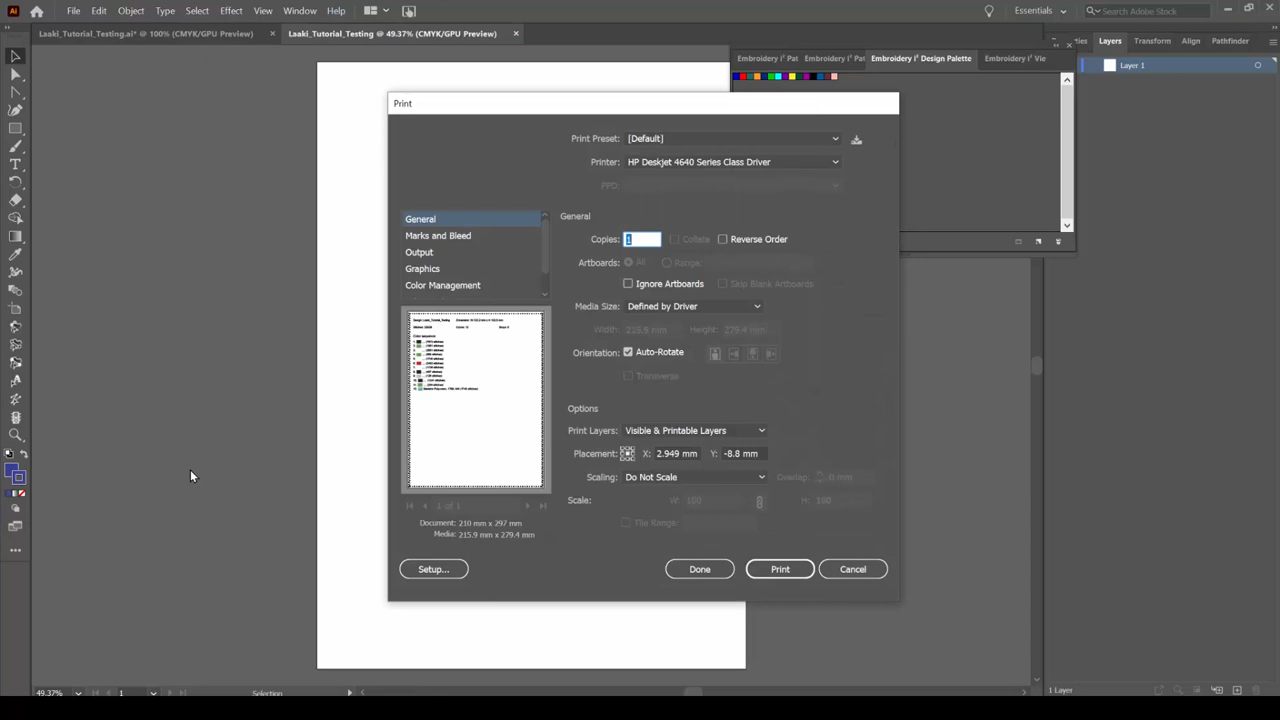 Ai File Edit Object Type Select Effect View Window Help Essentials Search Adobe Stock
Laaki_Tutorial_Testing.ai* @ 100% (CMYK/GPU Preview) × Laaki_Tutorial_Testing @ 49.37% (CMYK/GPU Preview) ×
Layers Transform Align Pathfinder
Embroidery i² Pat Embroidery i² Pat Embroidery i² Design Palette Embroidery i² Vie
Layer 1
Print
Print Preset: [Default]
Printer: HP Deskjet 4640 Series Class Driver
PPD:
General
Marks and Bleed
Output
Graphics
Color Management
General
Copies: 1 Collate Reverse Order
Artboards: All Range:
Ignore Artboards Skip Blank Artboards
Media Size: Defined by Driver
Width: 215.9 mm Height: 279.4 mm
Orientation: Auto-Rotate
Transverse
Options
Print Layers: Visible & Printable Layers
Placement: X: 2.949 mm Y: -8.8 mm
Scaling: Do Not Scale Overlap: 0 mm
Scale: W: 100 H: 100
Tile Range:
1 of 1
Document: 210 mm x 297 mm
Media: 215.9 mm x 279.4 mm
Setup... Done Print Cancel
49.37% 1 Selection
1 Layer